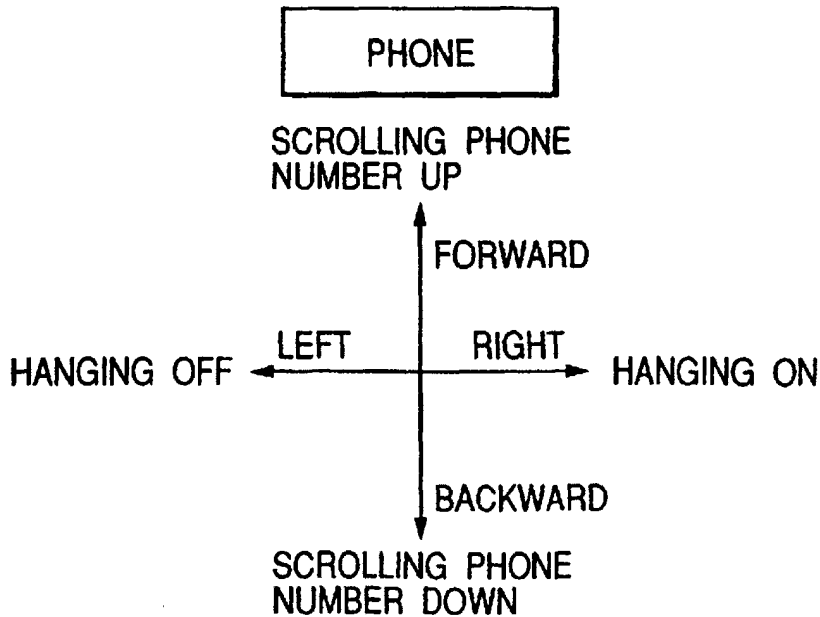 PHONE
SCROLLING PHONE
NUMBER UP
FORWARD
LEFT
RIGHT
HANGING OFF
HANGING ON
BACKWARD
SCROLLING PHONE
NUMBER DOWN